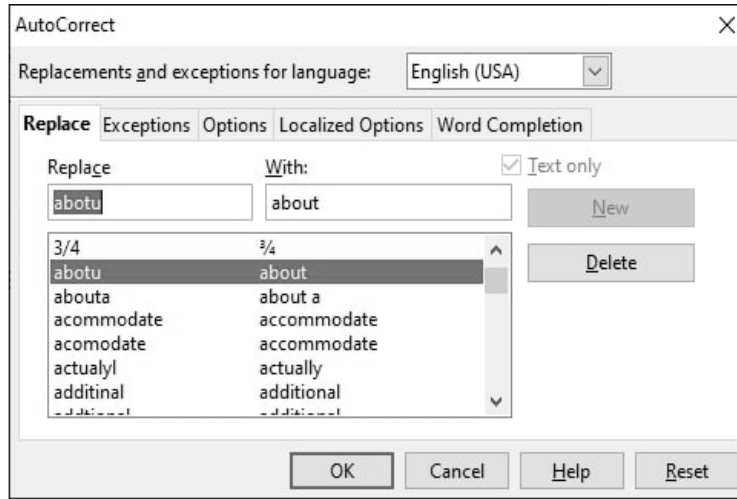 AutoCorrect
Replacements and exceptions for language: English (USA)
Replace Exceptions Options Localized Options Word Completion
Replace With: Text only
abotu about New
3/4 ¾
abotu about Delete
abouta about a
acommodate accommodate
acomodate accommodate
actualyl actually
additinal additional
OK Cancel Help Reset